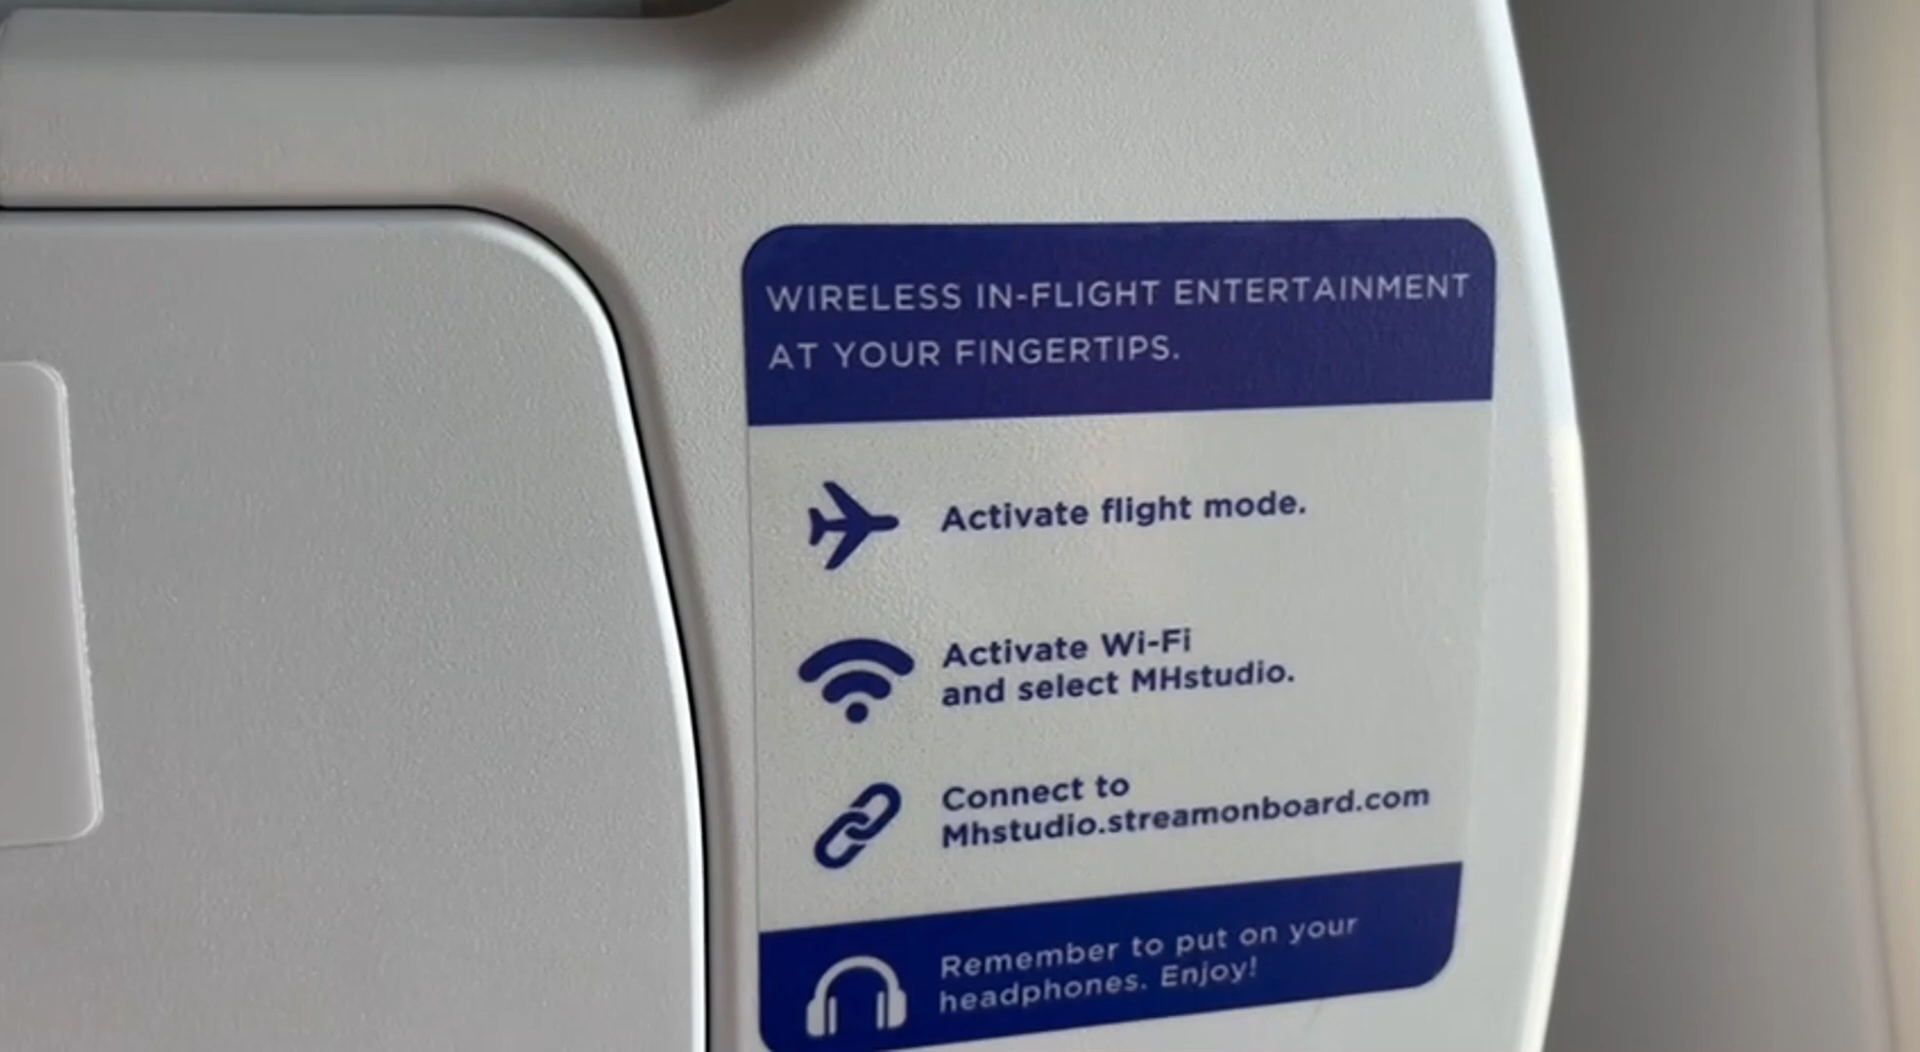 WIRELESS IN-FLIGHT ENTERTAINMENT
AT YOUR FINGERTIPS.
Activate flight mode.
Activate Wi-Fi
and select MHstudio.
Connect to
Mhstudio.streamonboard.com
Remember to put on your
headphones. Enjoy!